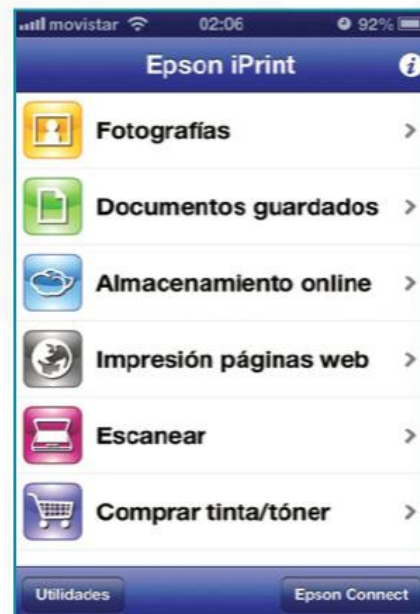 movistar 02:06 92%
Epson iPrint
Fotografías
Documentos guardados
Almacenamiento online
Impresión páginas web
Escanear
Comprar tinta/tóner
Utilidades Epson Connect